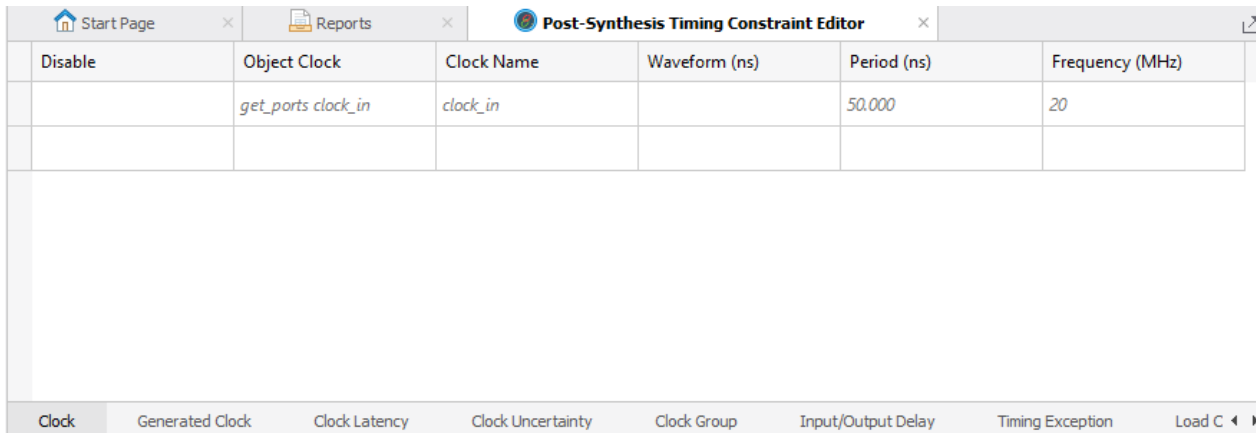 Start Page Reports Post-Synthesis Timing Constraint Editor
Disable Object Clock Clock Name Waveform (ns) Period (ns) Frequency (MHz)
get_ports clock_in clock_in 50.000 20
Clock Generated Clock Clock Latency Clock Uncertainty Clock Group Input/Output Delay Timing Exception Load C